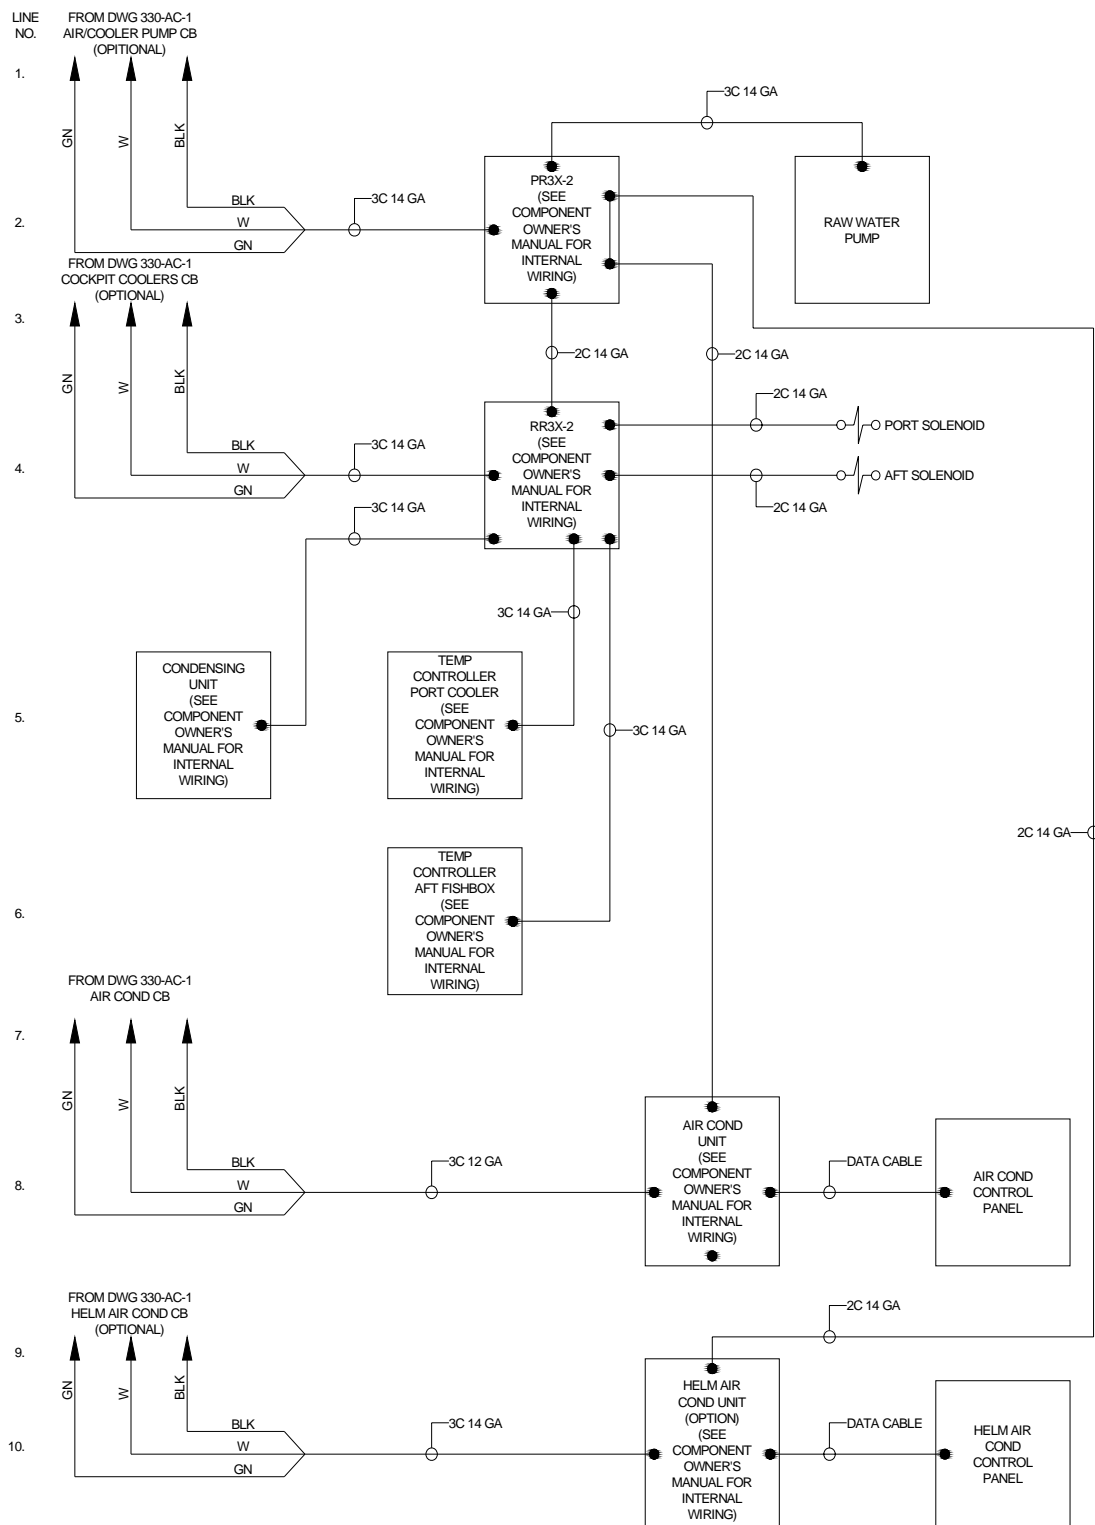 LINE
NO.
FROM DWG 330-AC-1
AIR/COOLER PUMP CB
(OPITIONAL)
1.
GN
W
BLK
3C 14 GA
BLK
W
GN
2.
3C 14 GA
PR3X-2
(SEE
COMPONENT
OWNER'S
MANUAL FOR
INTERNAL
WIRING)
RAW WATER
PUMP
FROM DWG 330-AC-1
COCKPIT COOLERS CB
(OPTIONAL)
3.
GN
W
BLK
2C 14 GA
2C 14 GA
BLK
W
GN
4.
3C 14 GA
RR3X-2
(SEE
COMPONENT
OWNER'S
MANUAL FOR
INTERNAL
WIRING)
2C 14 GA
PORT SOLENOID
AFT SOLENOID
2C 14 GA
3C 14 GA
3C 14 GA
5.
CONDENSING
UNIT
(SEE
COMPONENT
OWNER'S
MANUAL FOR
INTERNAL
WIRING)
TEMP
CONTROLLER
PORT COOLER
(SEE
COMPONENT
OWNER'S
MANUAL FOR
INTERNAL
WIRING)
3C 14 GA
2C 14 GA
6.
TEMP
CONTROLLER
AFT FISHBOX
(SEE
COMPONENT
OWNER'S
MANUAL FOR
INTERNAL
WIRING)
FROM DWG 330-AC-1
AIR COND CB
7.
GN
W
BLK
BLK
W
GN
8.
3C 12 GA
AIR COND
UNIT
(SEE
COMPONENT
OWNER'S
MANUAL FOR
INTERNAL
WIRING)
DATA CABLE
AIR COND
CONTROL
PANEL
FROM DWG 330-AC-1
HELM AIR COND CB
(OPTIONAL)
2C 14 GA
9.
GN
W
BLK
BLK
W
GN
10.
3C 14 GA
HELM AIR
COND UNIT
(OPTION)
(SEE
COMPONENT
OWNER'S
MANUAL FOR
INTERNAL
WIRING)
DATA CABLE
HELM AIR
COND
CONTROL
PANEL